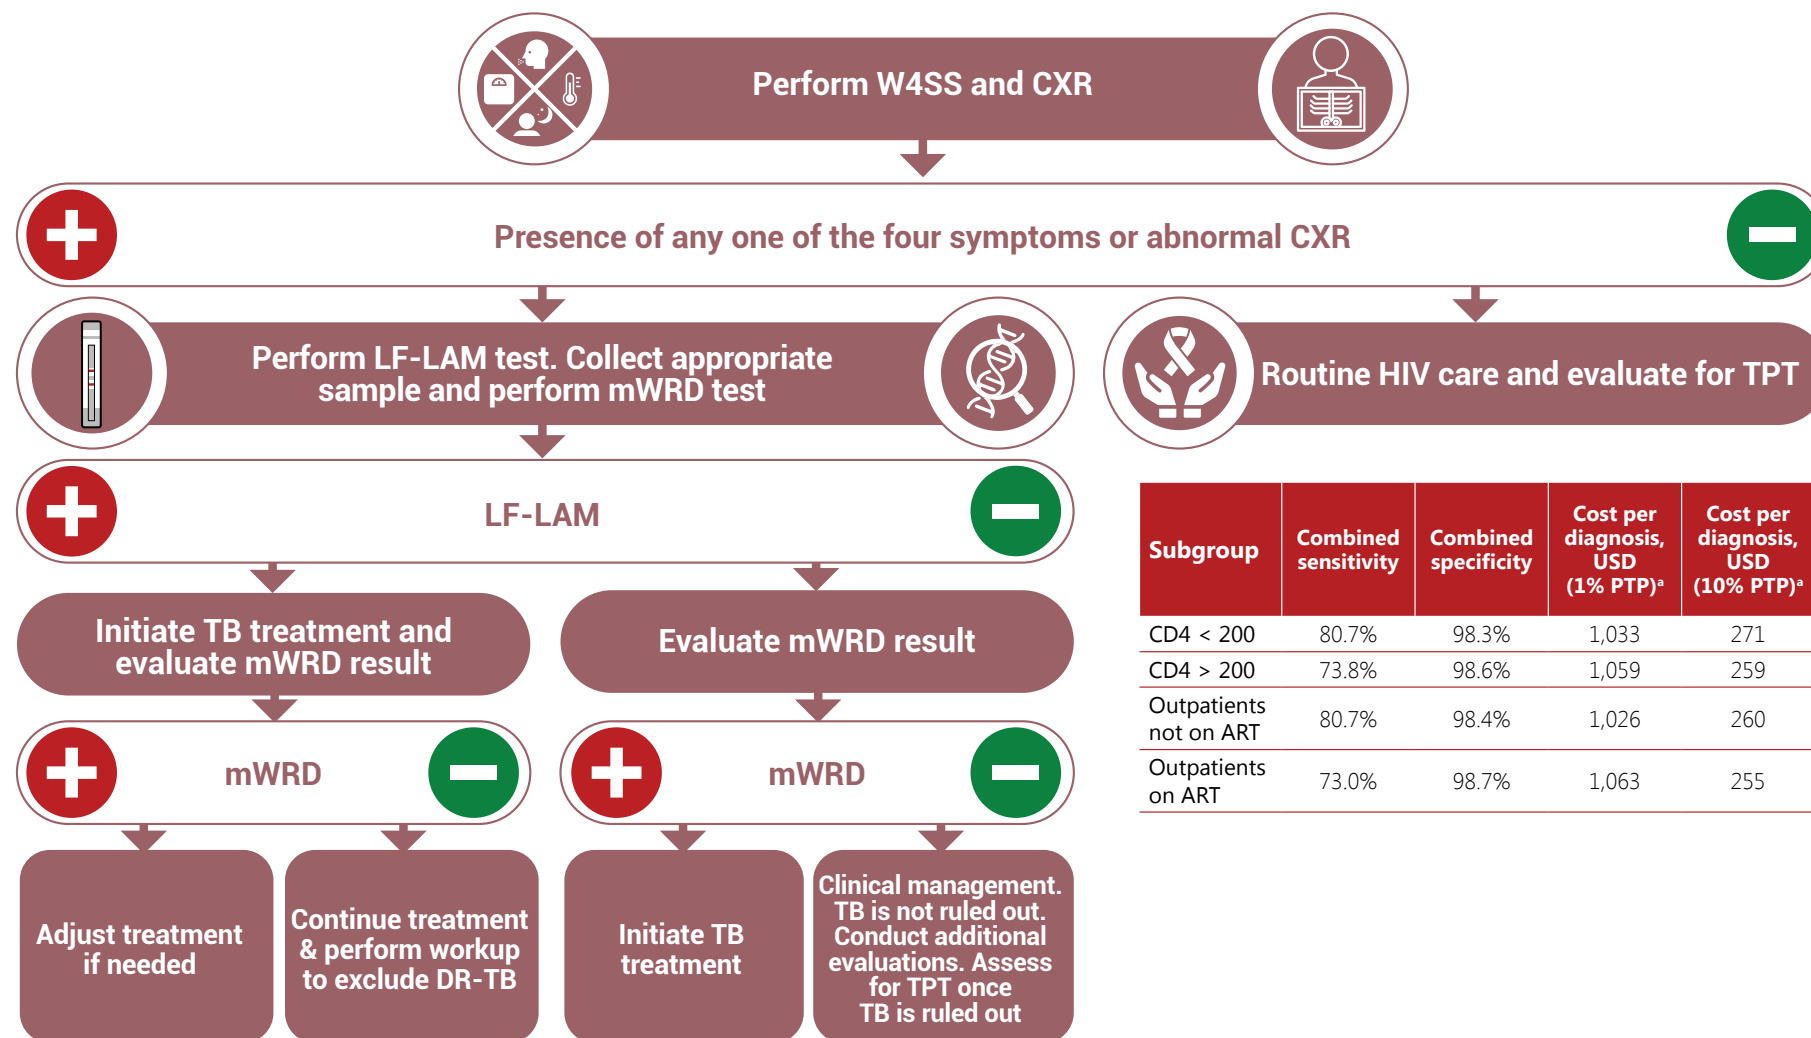 Perform W4SS and CXR
Presence of any one of the four symptoms or abnormal CXR
Perform LF-LAM test. Collect appropriate
sample and perform mWRD test
Routine HIV care and evaluate for TPT
LF-LAM
Initiate TB treatment and
evaluate mWRD result
Evaluate mWRD result
mWRD
mWRD
Adjust treatment
if needed
Continue treatment
& perform workup
to exclude DR-TB
Initiate TB
treatment
Clinical management.
TB is not ruled out.
Conduct additional
evaluations. Assess
for TPT once
TB is ruled out
Subgroup
Combined
sensitivity
Combined
specificity
Cost per
diagnosis,
USD
(1% PTP)ᵃ
Cost per
diagnosis,
USD
(10% PTP)ᵃ
CD4 < 200 80.7% 98.3% 1,033 271
CD4 > 200 73.8% 98.6% 1,059 259
Outpatients
not on ART 80.7% 98.4% 1,026 260
Outpatients
on ART 73.0% 98.7% 1,063 255